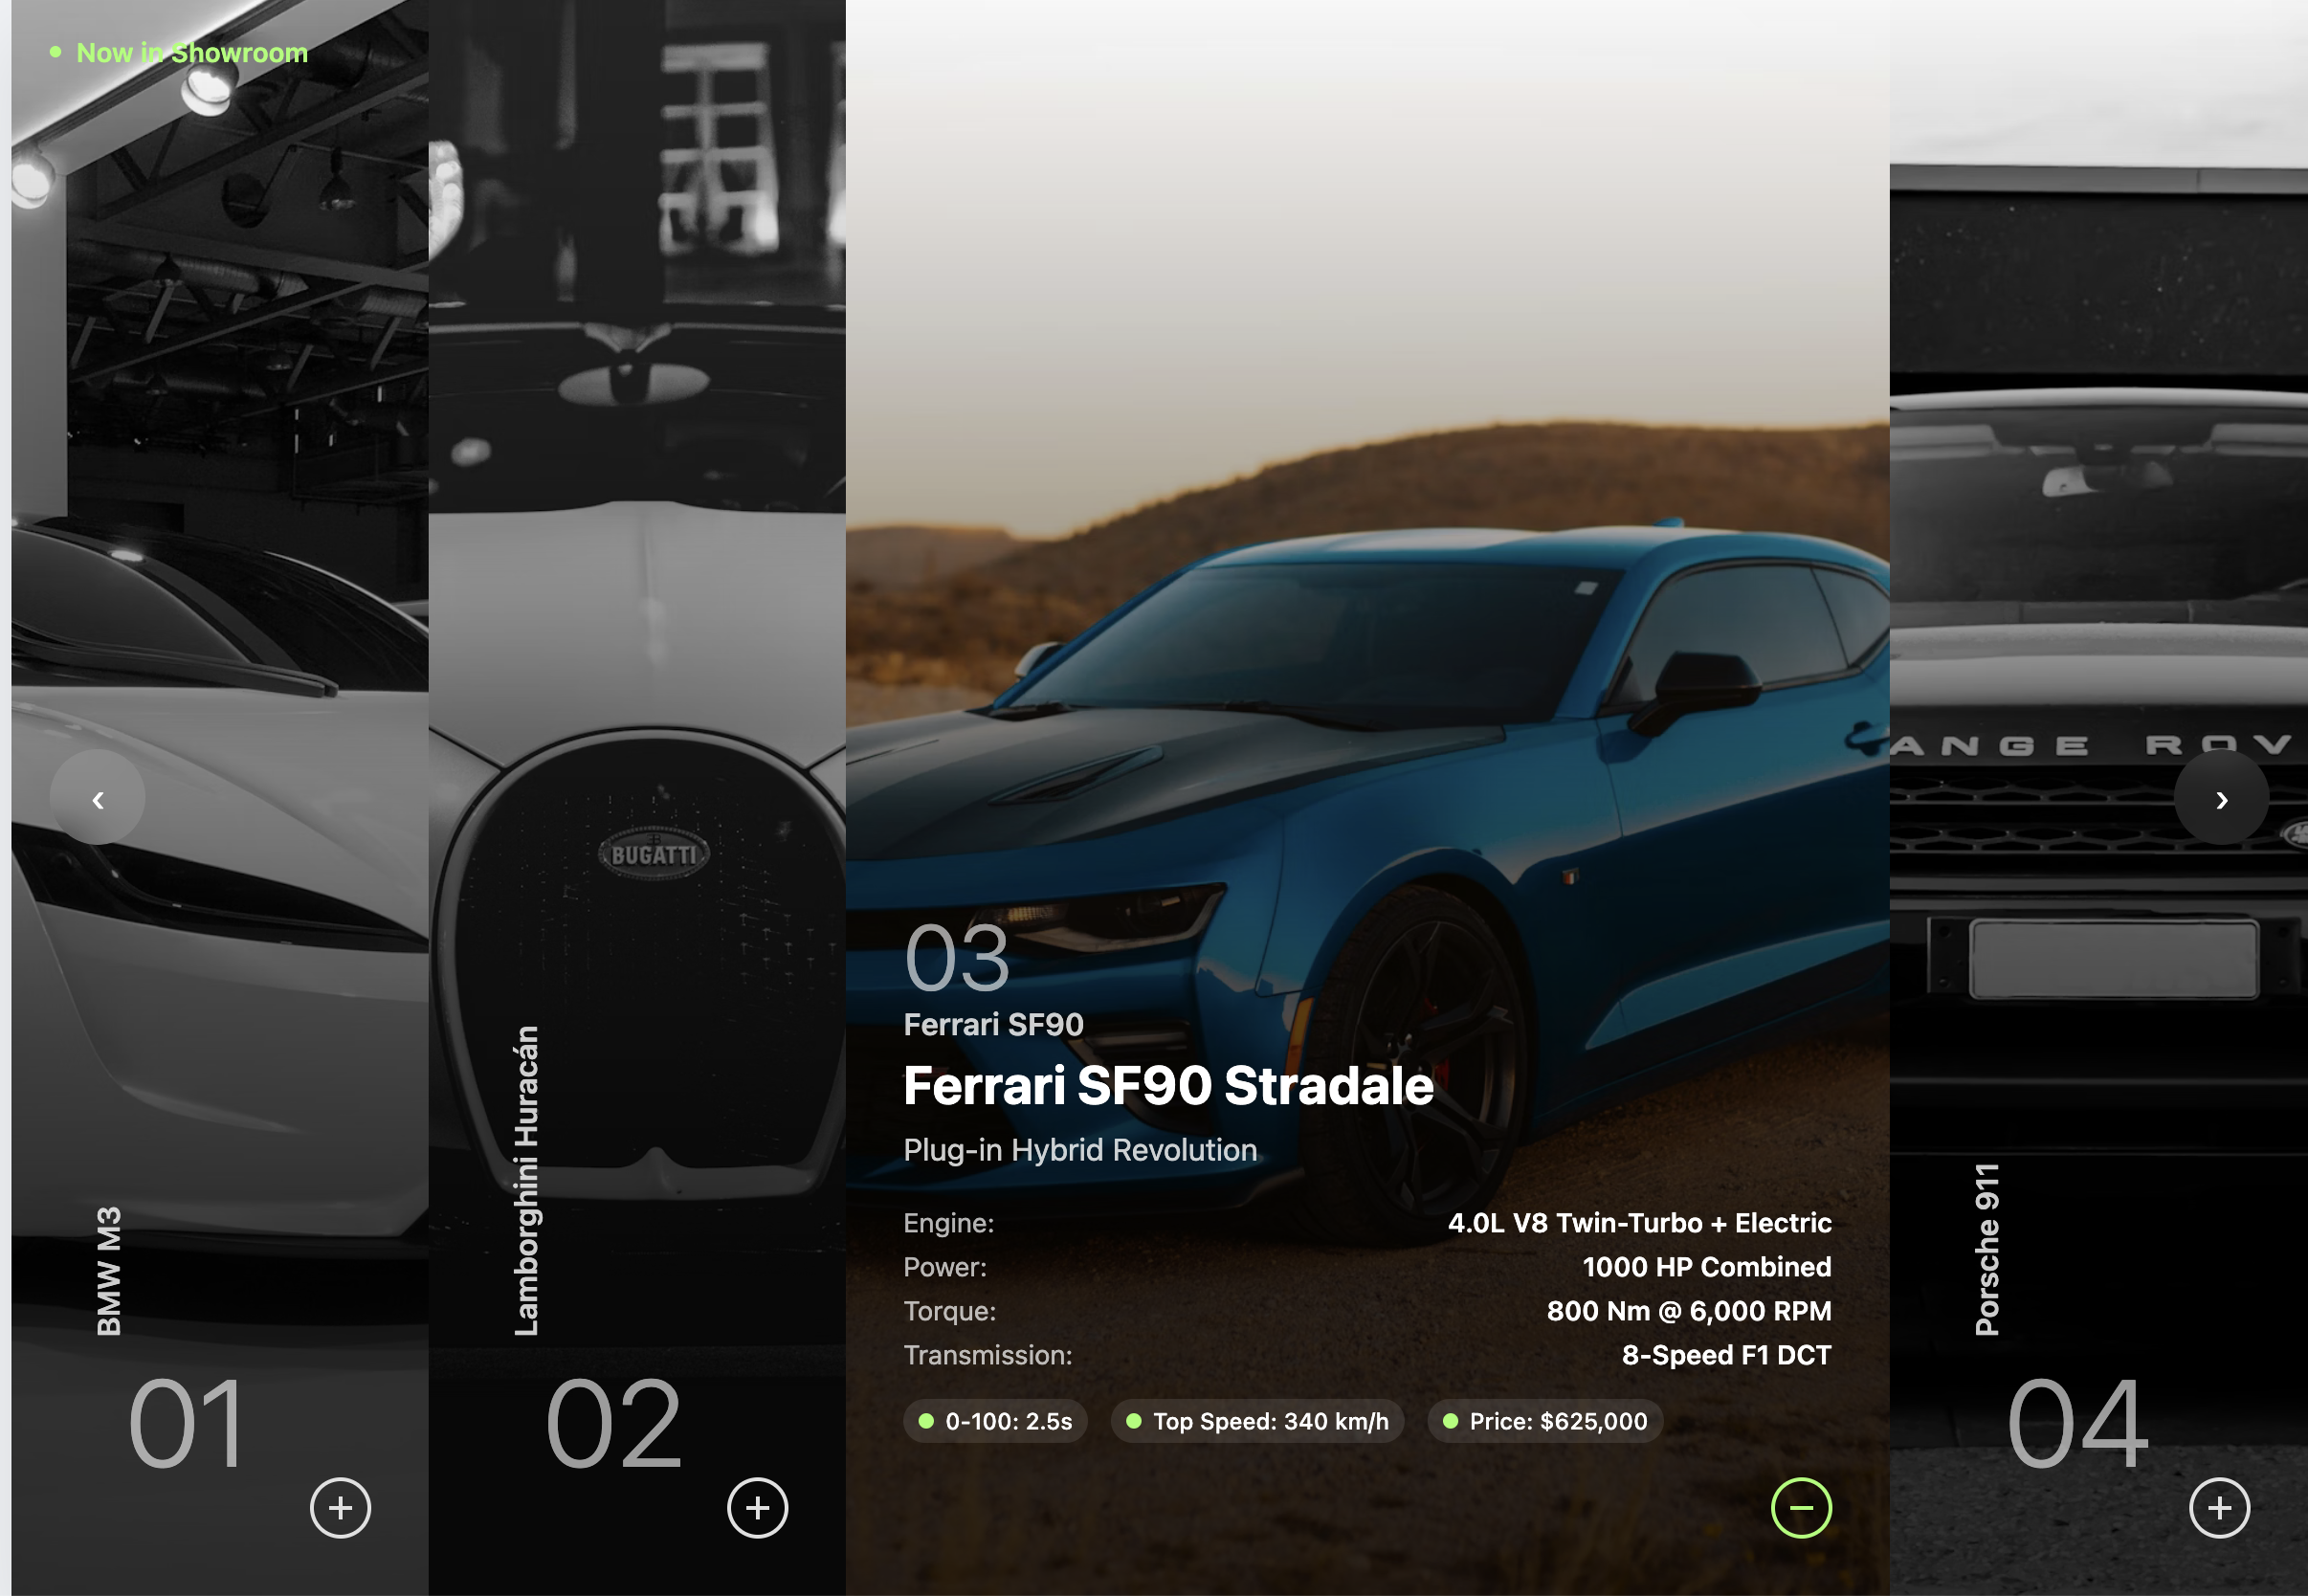 Now in Showroom
BMW M3
01
+
‹
BUGATTI
Lamborghini Huracán
02
+
03
Ferrari SF90
Ferrari SF90 Stradale
Plug-in Hybrid Revolution
Engine: 4.0L V8 Twin-Turbo + Electric
Power: 1000 HP Combined
Torque: 800 Nm @ 6,000 RPM
Transmission: 8-Speed F1 DCT
0-100: 2.5s Top Speed: 340 km/h Price: $625,000
−
ANGE ROV
›
Porsche 911
04
+